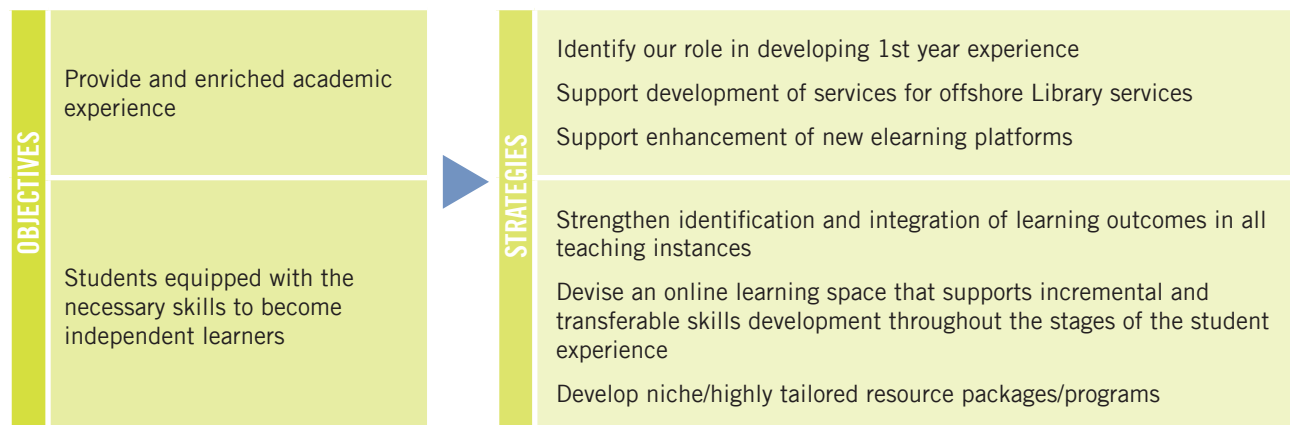 OBJECTIVES
Provide and enriched academic
experience
Students equipped with the
necessary skills to become
independent learners
STRATEGIES
Identify our role in developing 1st year experience
Support development of services for offshore Library services
Support enhancement of new elearning platforms
Strengthen identification and integration of learning outcomes in all
teaching instances
Devise an online learning space that supports incremental and
transferable skills development throughout the stages of the student
experience
Develop niche/highly tailored resource packages/programs